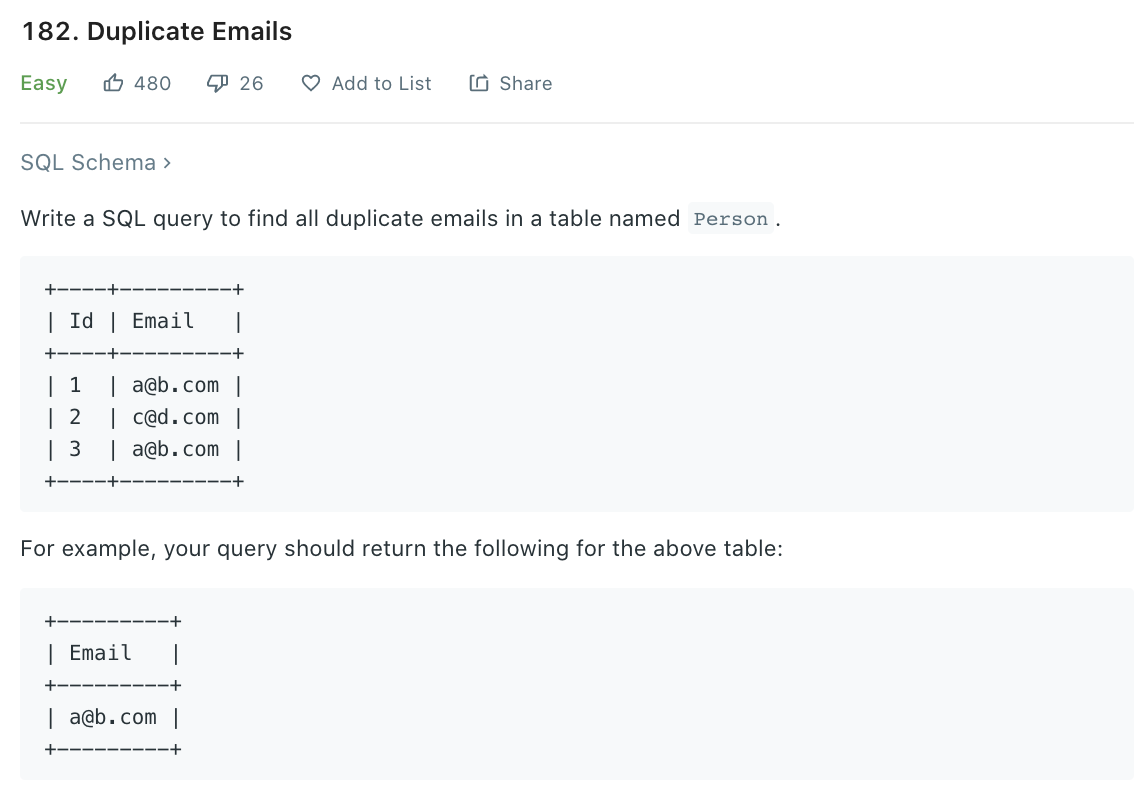 182. Duplicate Emails
Easy 480 26 Add to List Share
SQL Schema >
Write a SQL query to find all duplicate emails in a table named Person.
+----+---------+
| Id | Email   |
+----+---------+
| 1  | a@b.com |
| 2  | c@d.com |
| 3  | a@b.com |
+----+---------+
For example, your query should return the following for the above table:
+---------+
| Email   |
+---------+
| a@b.com |
+---------+